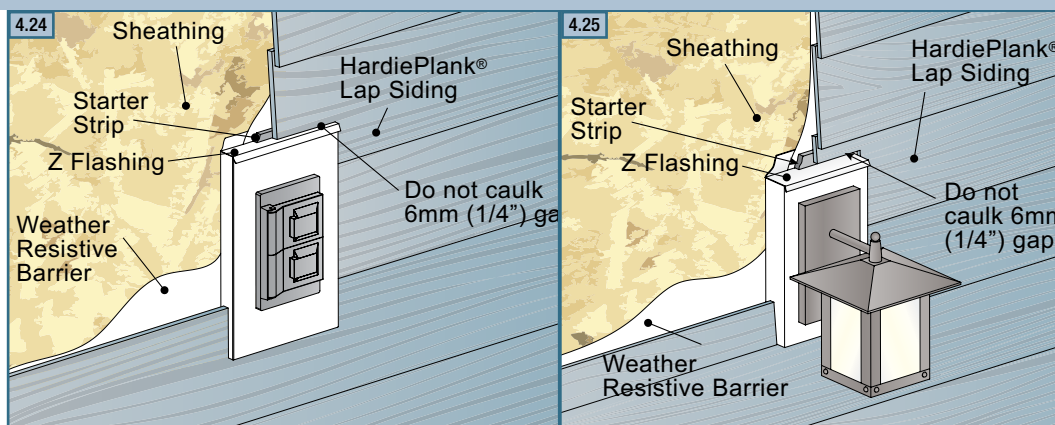 4.24
Sheathing
HardiePlank®
Lap Siding
Starter
Strip
Z Flashing
Do not caulk
6mm (1/4”) ga
Weather
Resistive
Barrier
4.25
Sheathing
HardiePlank®
Lap Siding
Starter
Strip
Z Flashing
Do not
caulk 6mm
(1/4”) gap
Weather
Resistive Barrier